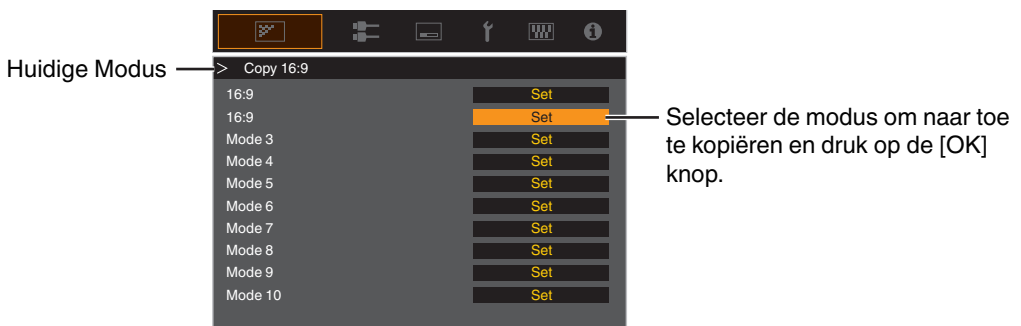 Huidige Modus
> Copy 16:9
16:9 Set
16:9 Set
Mode 3 Set
Mode 4 Set
Mode 5 Set
Mode 6 Set
Mode 7 Set
Mode 8 Set
Mode 9 Set
Mode 10 Set
Selecteer de modus om naar toe
te kopiëren en druk op de [OK]
knop.